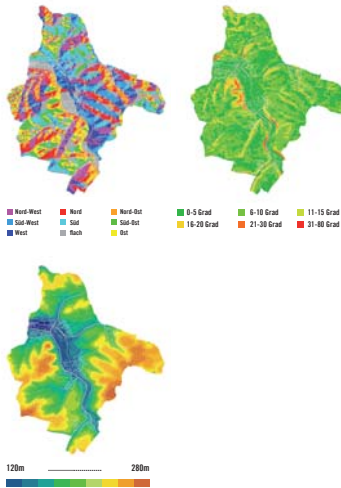 Nord-West Nord Nord-Ost
Süd-West Süd Süd-Ost
West flach Ost
0-5 Grad 6-10 Grad 11-15 Grad
16-20 Grad 21-30 Grad 31-80 Grad
120m ........................ 280m